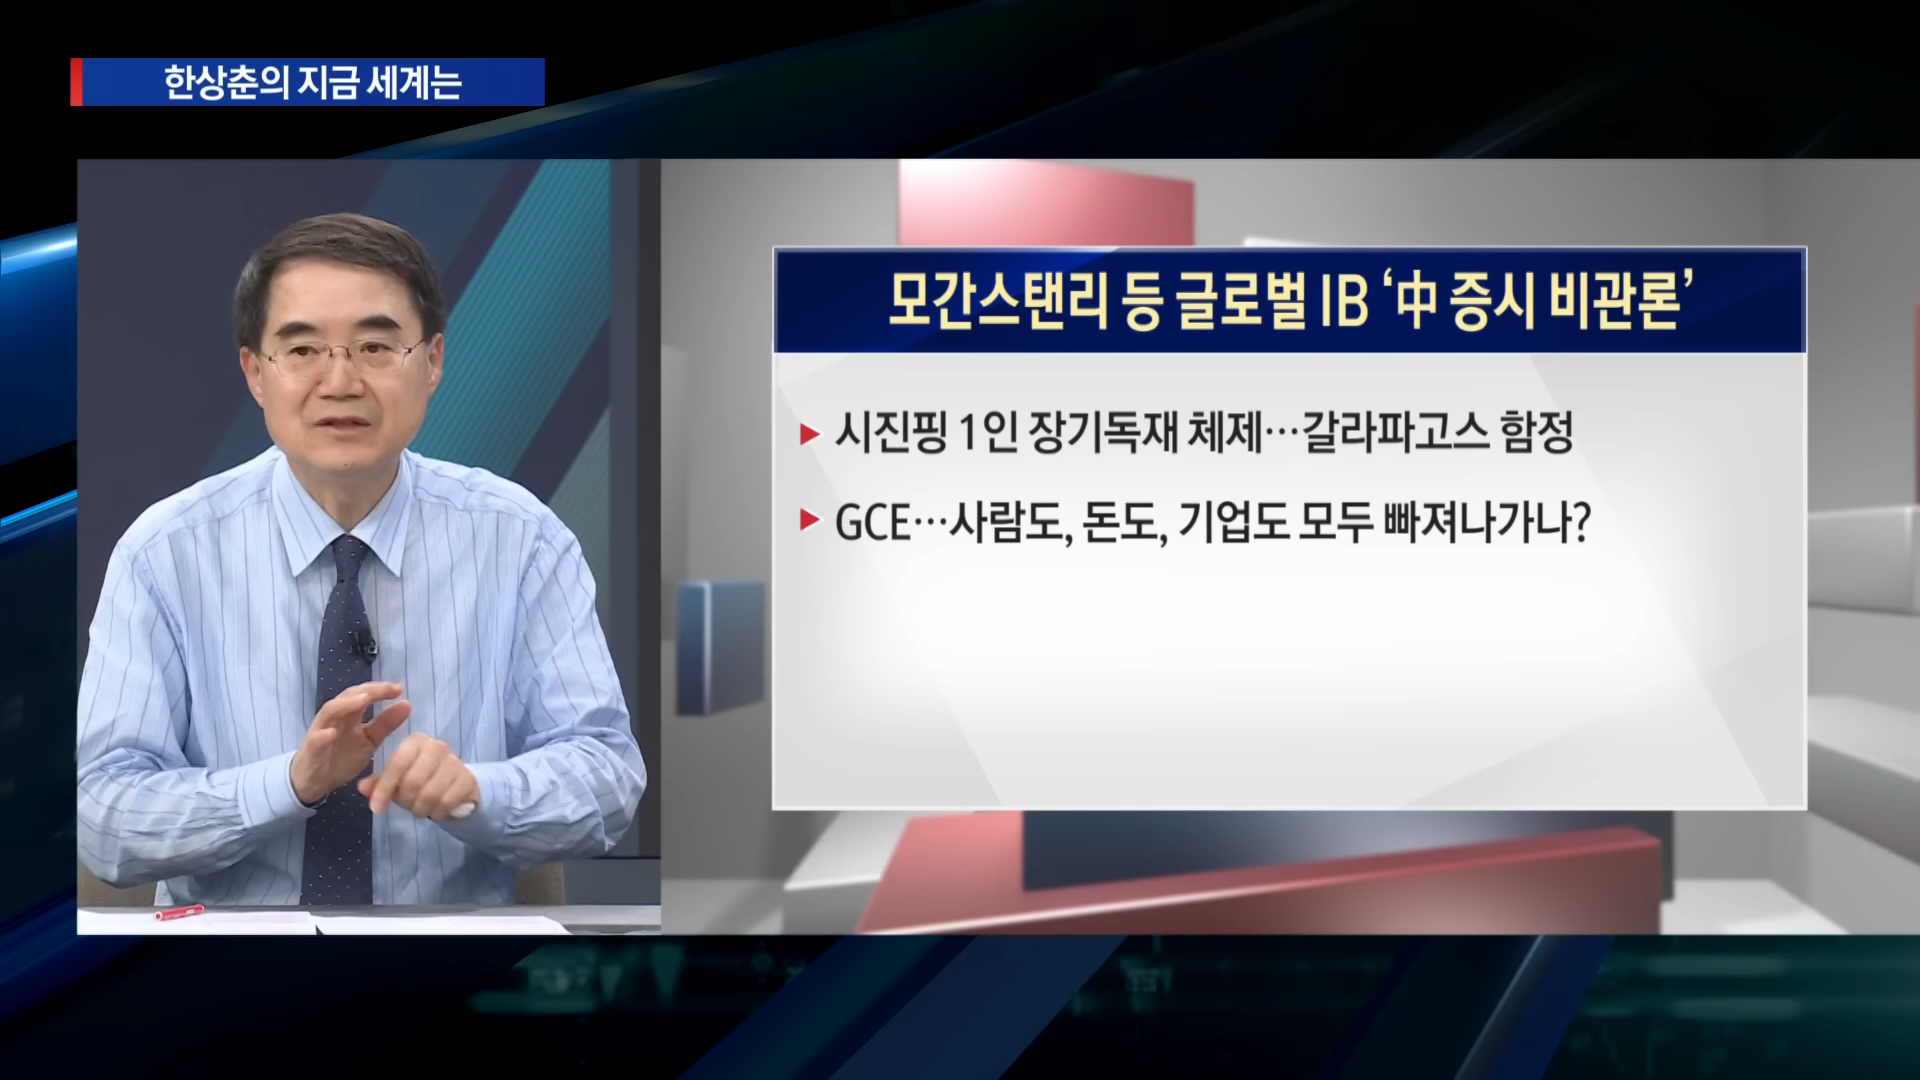 한상춘의 지금 세계는
모간스탠리 등 글로벌 IB ‘中 증시 비관론’
▶ 시진핑 1인 장기독재 체제…갈라파고스 함정
▶ GCE…사람도, 돈도, 기업도 모두 빠져나가나?